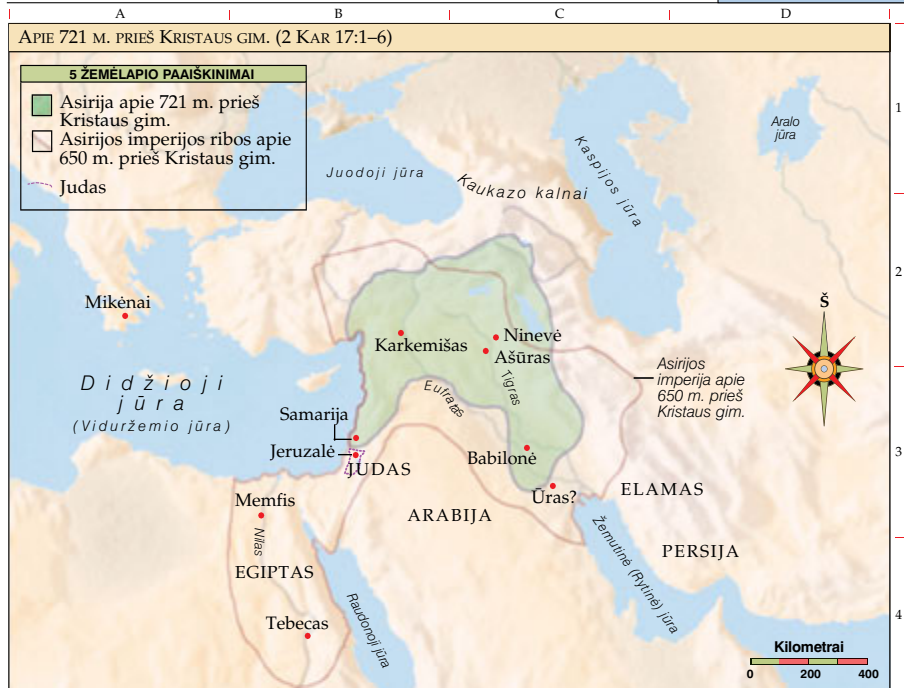 A B C D
APIE 721 M. PRIEŠ KRISTAUS GIM. (2 KAR 17:1–6)
5 ŽEMĖLAPIO PAAIŠKINIMAI
Asirija apie 721 m. prieš
Kristaus gim.
Asirijos imperijos ribos apie
650 m. prieš Kristaus gim.
Judas
1
Aralo
jūra
Juodoji jūra
Kaukazo kalnai
Kaspijos jūra
2
Mikėnai
Š
Karkemišas
Ninevė
Ašūras
Tigras
Eufratas
Asirijos
imperija apie
650 m. prieš
Kristaus gim.
Didžioji
jūra
(Viduržemio jūra)
Samarija
Jeruzalė
JUDAS
Babilonė
3
Ūras?
ELAMAS
Memfis
ARABIJA
Nilas
Žemutinė (Rytinė) jūra
PERSIJA
EGIPTAS
Raudonoji jūra
Tebecas
4
Kilometrai
0 200 400